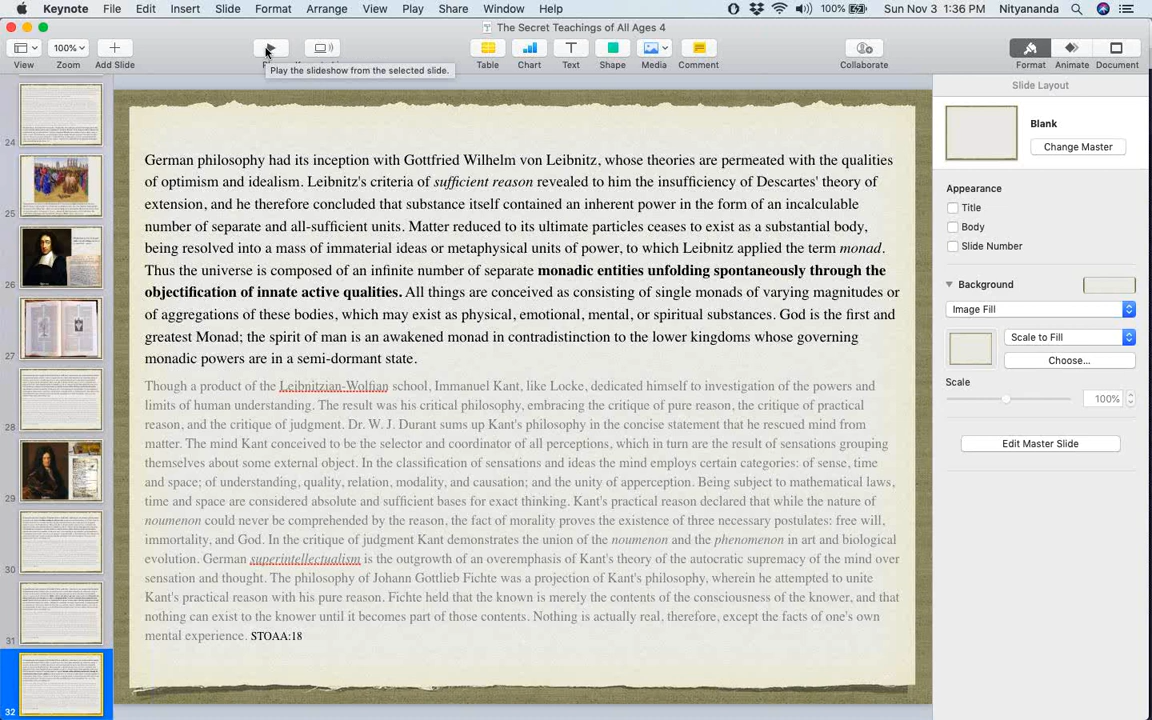 Keynote File Edit Insert Slide Format Arrange View Play Share Window Help 100% Sun Nov 3 1:36 PM Nityananda
The Secret Teachings of All Ages 4
100%
View Zoom Add Slide Table Chart Text Shape Media Comment Collaborate Format Animate Document
Play the slideshow from the selected slide.
Slide Layout
Blank
Change Master
Appearance
Title
Body
Slide Number
Background
Image Fill
Scale to Fill
Choose...
Scale
100%
Edit Master Slide
24
25
26
27
28
29
30
31
32
German philosophy had its inception with Gottfried Wilhelm von Leibnitz, whose theories are permeated with the qualities
of optimism and idealism. Leibnitz's criteria of sufficient reason revealed to him the insufficiency of Descartes' theory of
extension, and he therefore concluded that substance itself contained an inherent power in the form of an incalculable
number of separate and all-sufficient units. Matter reduced to its ultimate particles ceases to exist as a substantial body,
being resolved into a mass of immaterial ideas or metaphysical units of power, to which Leibnitz applied the term monad.
Thus the universe is composed of an infinite number of separate monadic entities unfolding spontaneously through the
objectification of innate active qualities. All things are conceived as consisting of single monads of varying magnitudes or
of aggregations of these bodies, which may exist as physical, emotional, mental, or spiritual substances. God is the first and
greatest Monad; the spirit of man is an awakened monad in contradistinction to the lower kingdoms whose governing
monadic powers are in a semi-dormant state.
Though a product of the Leibnitzian-Wolfian school, Immanuel Kant, like Locke, dedicated himself to investigation of the powers and
limits of human understanding. The result was his critical philosophy, embracing the critique of pure reason, the critique of practical
reason, and the critique of judgment. Dr. W. J. Durant sums up Kant's philosophy in the concise statement that he rescued mind from
matter. The mind Kant conceived to be the selector and coordinator of all perceptions, which in turn are the result of sensations grouping
themselves about some external object. In the classification of sensations and ideas the mind employs certain categories: of sense, time
and space; of understanding, quality, relation, modality, and causation; and the unity of apperception. Being subject to mathematical laws,
time and space are considered absolute and sufficient bases for exact thinking. Kant's practical reason declared that while the nature of
noumenon could never be comprehended by the reason, the fact of morality proves the existence of three necessary postulates: free will,
immortality, and God. In the critique of judgment Kant demonstrates the union of the noumenon and the phenomenon in art and biological
evolution. German superintellectualism is the outgrowth of an overemphasis of Kant's theory of the autocratic supremacy of the mind over
sensation and thought. The philosophy of Johann Gottlieb Fichte was a projection of Kant's philosophy, wherein he attempted to unite
Kant's practical reason with his pure reason. Fichte held that the known is merely the contents of the consciousness of the knower, and that
nothing can exist to the knower until it becomes part of those contents. Nothing is actually real, therefore, except the facts of one's own
mental experience. STOAA:18